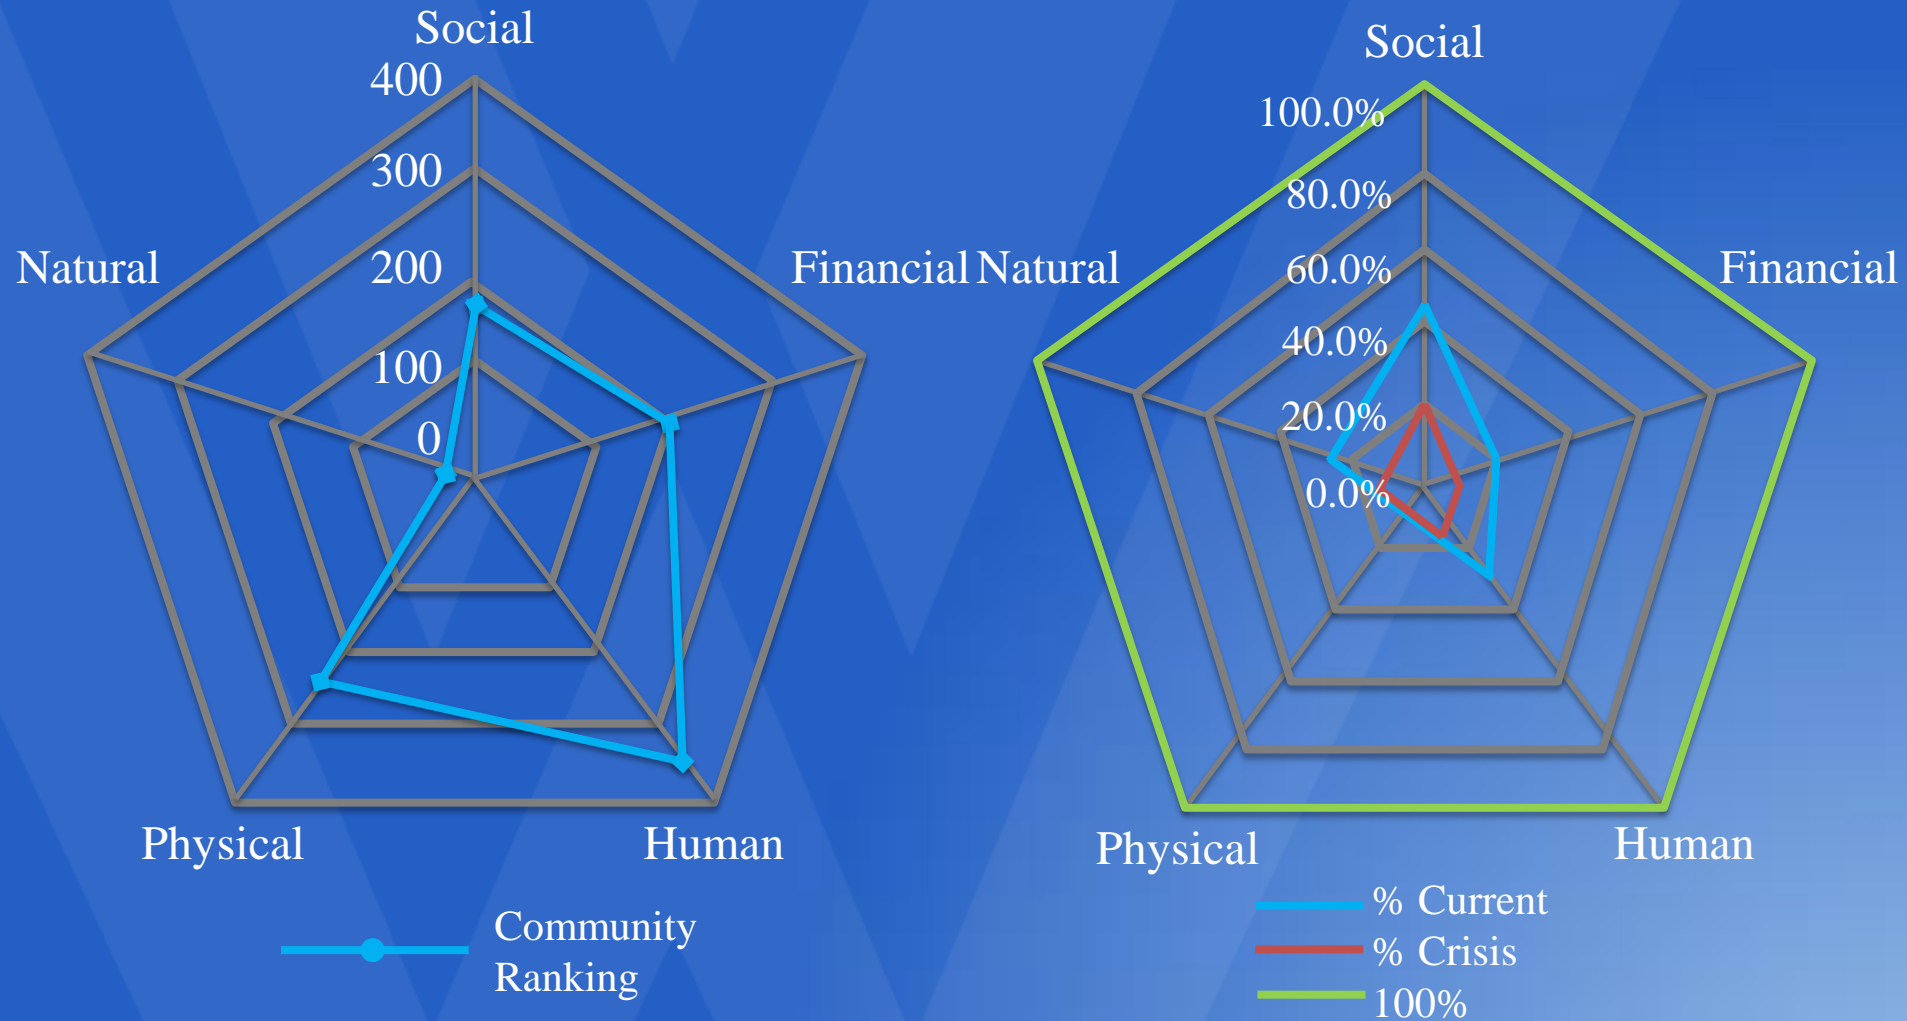 Social
400
300
200
100
0
Natural
Financial
Physical
Human
Community
Ranking
Social
100.0%
80.0%
60.0%
40.0%
20.0%
0.0%
Natural
Financial
Physical
Human
% Current
% Crisis
100%